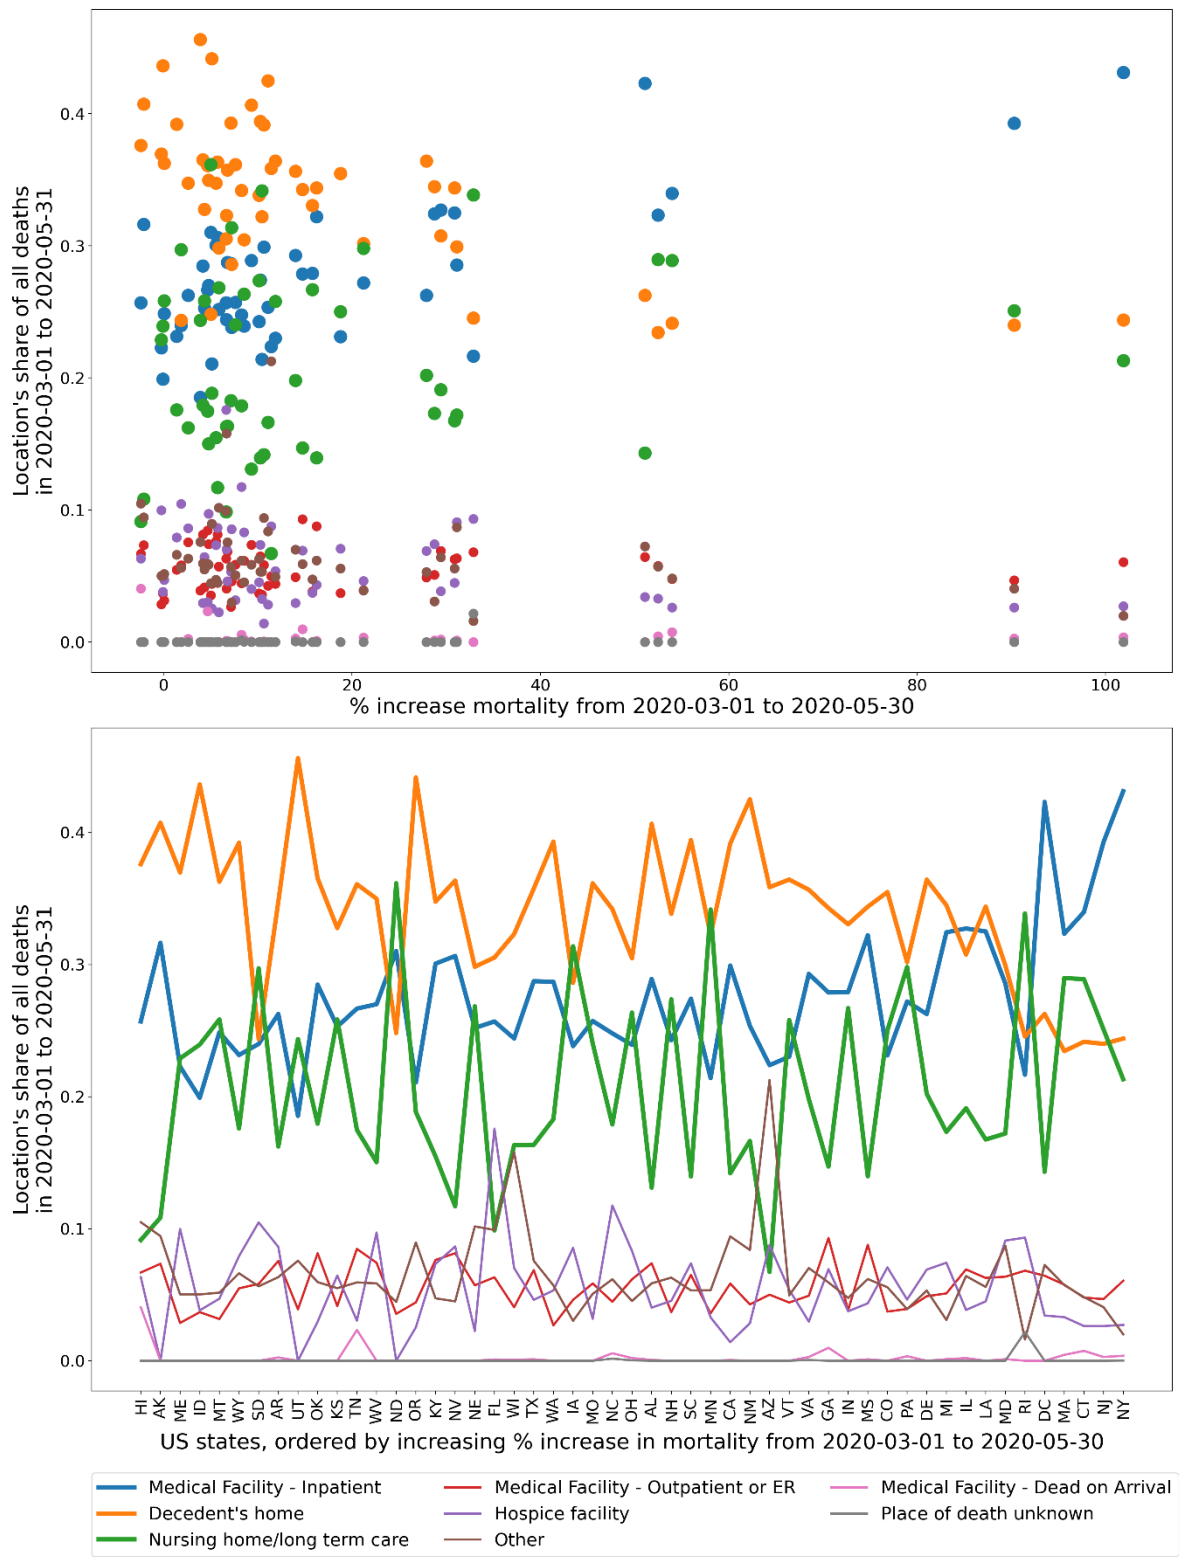 0.4
0.3
0.2
0.1
0.0
Location's share of all deaths
in 2020-03-01 to 2020-05-31
0 20 40 60 80 100
% increase mortality from 2020-03-01 to 2020-05-30
0.4
0.3
0.2
0.1
0.0
Location's share of all deaths
in 2020-03-01 to 2020-05-31
HI AK ME ID MT WY SD AR UT OK KS TN WV ND OR KY NV NE FL WI TX WA IA MO NC OH AL NH SC MN CA NM AZ VT VA GA IN MS CO PA DE MI IL LA MD RI DC MA CT NJ NY
US states, ordered by increasing % increase in mortality from 2020-03-01 to 2020-05-30
Medical Facility - Inpatient
Decedent's home
Nursing home/long term care
Medical Facility - Outpatient or ER
Hospice facility
Other
Medical Facility - Dead on Arrival
Place of death unknown